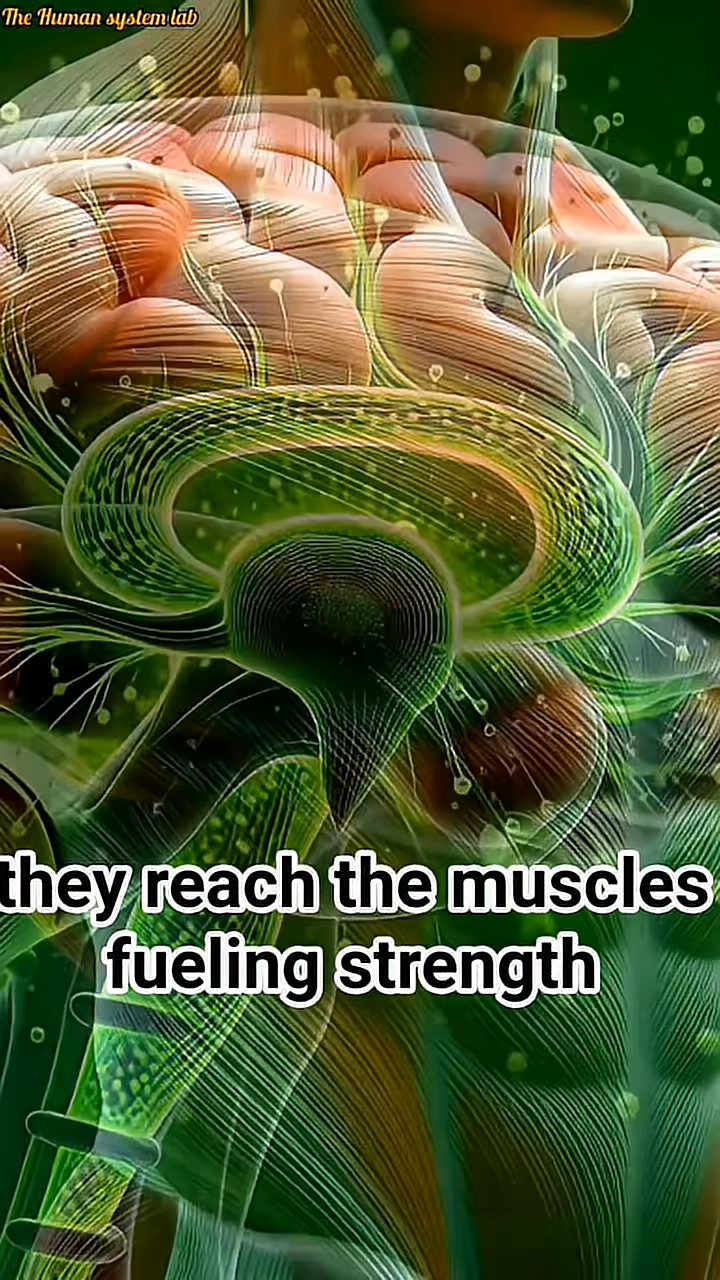 The Human system lab
they reach the muscles
fueling strength